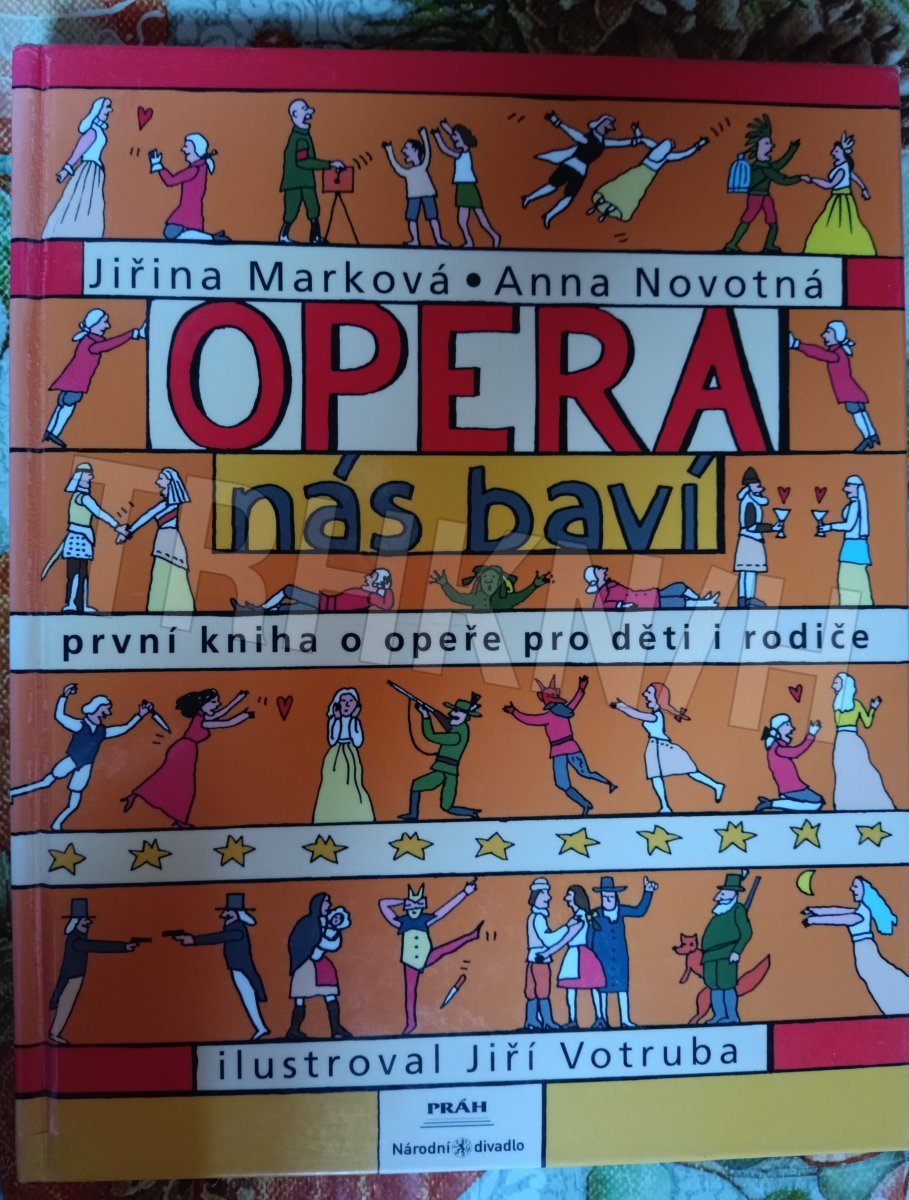 Jiřina Marková • Anna Novotná
OPERA
nás baví
TRHKNIH
první kniha o opeře pro děti i rodiče
ilustroval Jiří Votruba
PRÁH
Národní divadlo